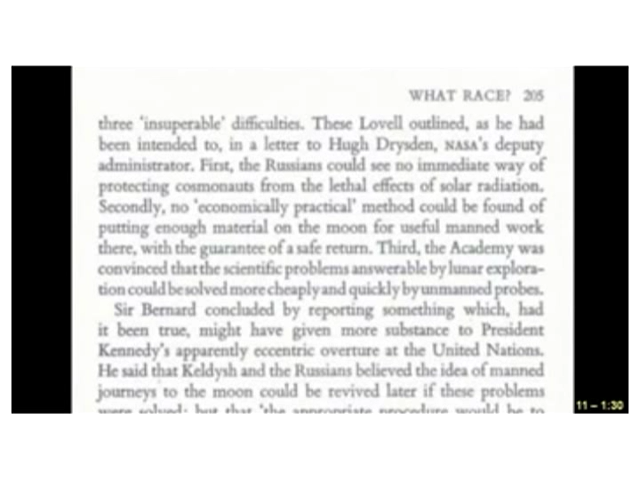 WHAT RACE? 205
three 'insuperable' difficulties. These Lovell outlined, as he had
been intended to, in a letter to Hugh Drysden, NASA's deputy
administrator. First, the Russians could see no immediate way of
protecting cosmonauts from the lethal effects of solar radiation.
Secondly, no 'economically practical' method could be found of
putting enough material on the moon for useful manned work
there, with the guarantee of a safe return. Third, the Academy was
convinced that the scientific problems answerable by lunar explora-
tion could be solved more cheaply and quickly by unmanned probes.
Sir Bernard concluded by reporting something which, had
it been true, might have given more substance to President
Kennedy's apparently eccentric overture at the United Nations.
He said that Keldysh and the Russians believed the idea of manned
journeys to the moon could be revived later if these problems
were solved; but that 'the appropriate procedure would be to
11 – 1:30